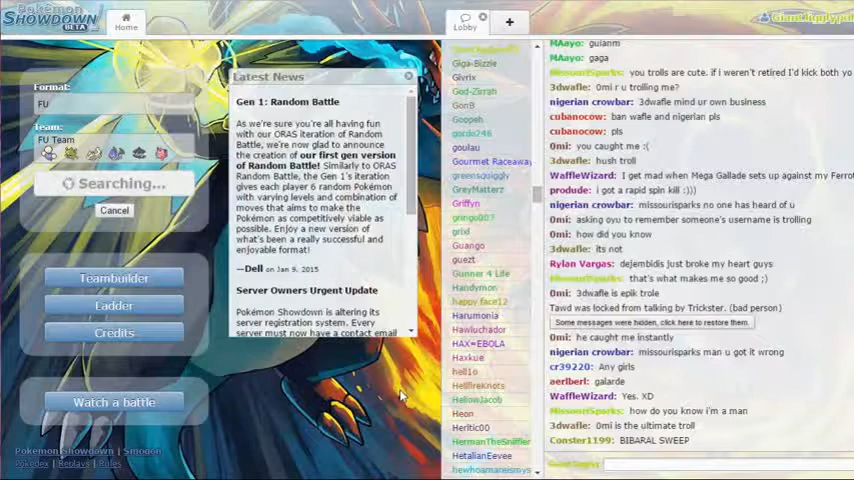 Pokémon
Showdown!
BETA
Home
Lobby
Format:
FU
Team:
FU Team
Searching...
Cancel
Teambuilder
Ladder
Credits
Watch a battle
Pokémon Showdown | Smogon
Pokédex | Replays | Rules
Latest News
Gen 1: Random Battle
As we're sure you're all having fun
with our ORAS iteration of Random
Battle, we're now glad to announce
the creation of our first gen version
of Random Battle! Similarly to ORAS
Random Battle, the Gen 1's iteration
gives each player 6 random Pokémon
with varying levels and combination of
moves that aims to make the
Pokémon as competitively viable as
possible. Enjoy a new version of
what's been a really successful and
enjoyable format!
—Dell on Jan 9, 2015
Server Owners Urgent Update
Pokémon Showdown is altering its
server registration system. Every
server must now have a contact email
Giga-Bizzle
Givrix
God-Zirrah
GonB
Goppeh
gordo246
goulau
Gourmet Raceaway
greensquiggly
GreyMatterz
Griffyn
gringo007
grixl
Guango
guezt
Gunner 4 Life
Handymon
happy face12
Harumonia
Hawluchador
HAX=EBOLA
Haxkue
hell1o
HellfireKnots
HellowJacob
Heon
Heritic00
HermanTheSniffler
HetalianEevee
hewhoamareismys
MAayo: guianm
MAayo: gaga
MissouriSparks: you trolls are cute. if i weren't retired I'd kick both yo
3dwafle: 0mi r u trolling me?
nigerian crowbar: 3dwafle mind ur own business
cubanocow: ban wafle and nigerian pls
cubanocow: pls
0mi: you caught me :(
3dwafle: hush troll
WaffleWizard: I get mad when Mega Gallade sets up against my Ferrot
produde: i got a rapid spin kill :)))
nigerian crowbar: missourisparks no one has heard of u
0mi: asking oyu to remember someone's username is trolling
0mi: how did you know
3dwafle: its not
Rylan Vargas: dejembidis just broke my heart guys
MissouriSparks: that's what makes me so good ;)
0mi: 3dwafle is epik trole
Tawd was locked from talking by Trickster. (bad person)
Some messages were hidden, click here to restore them.
0mi: he caught me instantly
nigerian crowbar: missourisparks man u got it wrong
cr39220: Any girls
aerlberl: galarde
WaffleWizard: Yes. XD
MissouriSparks: how do you know i'm a man
3dwafle: 0mi is the ultimate troll
Conster1199: BIBARAL SWEEP